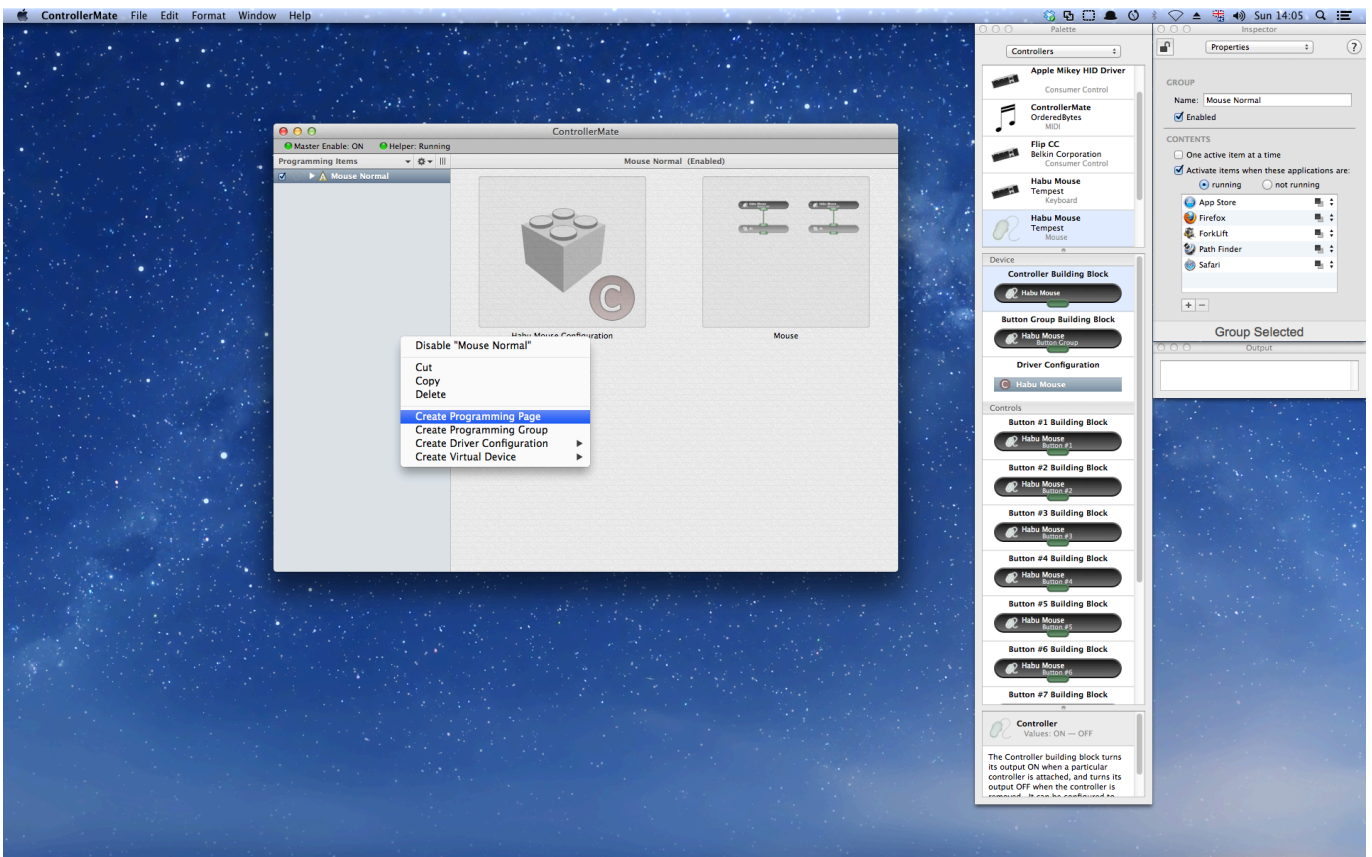 ControllerMate File Edit Format Window Help
Sun 14:05
ControllerMate
Master Enable: ON Helper: Running
Programming Items
Mouse Normal (Enabled)
Mouse Normal
C
Habu Mouse Configuration
Mouse
Disable "Mouse Normal"
Cut
Copy
Delete
Create Programming Page
Create Programming Group
Create Driver Configuration
Create Virtual Device
Palette
Controllers
Apple Mikey HID Driver
Consumer Control
ControllerMate
OrderedBytes
MIDI
Flip CC
Belkin Corporation
Consumer Control
Habu Mouse
Tempest
Keyboard
Habu Mouse
Tempest
Mouse
Device
Controller Building Block
Habu Mouse
Button Group Building Block
Habu Mouse
Button Group
Driver Configuration
C Habu Mouse
Controls
Button #1 Building Block
Habu Mouse
Button #1
Button #2 Building Block
Habu Mouse
Button #2
Button #3 Building Block
Habu Mouse
Button #3
Button #4 Building Block
Habu Mouse
Button #4
Button #5 Building Block
Habu Mouse
Button #5
Button #6 Building Block
Habu Mouse
Button #6
Button #7 Building Block
Controller
Values: ON — OFF
The Controller building block turns
its output ON when a particular
controller is attached, and turns its
output OFF when the controller is
removed. It can be configured to
Inspector
Properties
?
GROUP
Name: Mouse Normal
Enabled
CONTENTS
One active item at a time
Activate items when these applications are:
running not running
App Store
Firefox
ForkLift
Path Finder
Safari
+ −
Group Selected
Output